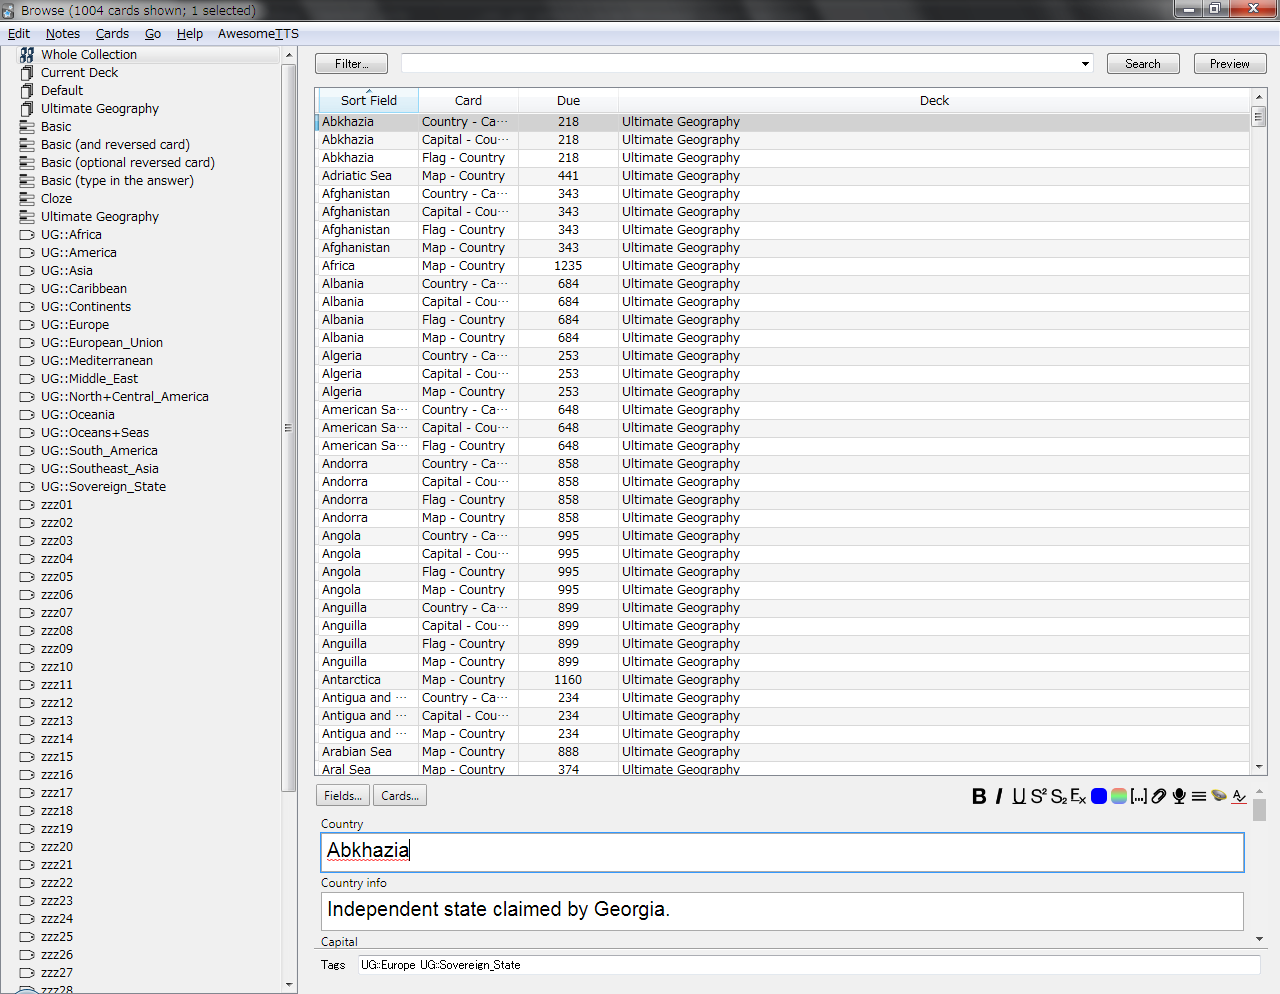 Browse (1004 cards shown; 1 selected)
Edit Notes Cards Go Help AwesomeTTS
Whole Collection
Current Deck
Default
Ultimate Geography
Basic
Basic (and reversed card)
Basic (optional reversed card)
Basic (type in the answer)
Cloze
Ultimate Geography
UG::Africa
UG::America
UG::Asia
UG::Caribbean
UG::Continents
UG::Europe
UG::European_Union
UG::Mediterranean
UG::Middle_East
UG::North+Central_America
UG::Oceania
UG::Oceans+Seas
UG::South_America
UG::Southeast_Asia
UG::Sovereign_State
zzz01
zzz02
zzz03
zzz04
zzz05
zzz06
zzz07
zzz08
zzz09
zzz10
zzz11
zzz12
zzz13
zzz14
zzz15
zzz16
zzz17
zzz18
zzz19
zzz20
zzz21
zzz22
zzz23
zzz24
zzz25
zzz26
zzz27
zzz28
Filter... Search Preview
Sort Field Card Due Deck
Abkhazia Country - Ca… 218 Ultimate Geography
Abkhazia Capital - Cou… 218 Ultimate Geography
Abkhazia Flag - Country 218 Ultimate Geography
Adriatic Sea Map - Country 441 Ultimate Geography
Afghanistan Country - Ca… 343 Ultimate Geography
Afghanistan Capital - Cou… 343 Ultimate Geography
Afghanistan Flag - Country 343 Ultimate Geography
Afghanistan Map - Country 343 Ultimate Geography
Africa Map - Country 1235 Ultimate Geography
Albania Country - Ca… 684 Ultimate Geography
Albania Capital - Cou… 684 Ultimate Geography
Albania Flag - Country 684 Ultimate Geography
Albania Map - Country 684 Ultimate Geography
Algeria Country - Ca… 253 Ultimate Geography
Algeria Capital - Cou… 253 Ultimate Geography
Algeria Map - Country 253 Ultimate Geography
American Sa… Country - Ca… 648 Ultimate Geography
American Sa… Capital - Cou… 648 Ultimate Geography
American Sa… Flag - Country 648 Ultimate Geography
Andorra Country - Ca… 858 Ultimate Geography
Andorra Capital - Cou… 858 Ultimate Geography
Andorra Flag - Country 858 Ultimate Geography
Andorra Map - Country 858 Ultimate Geography
Angola Country - Ca… 995 Ultimate Geography
Angola Capital - Cou… 995 Ultimate Geography
Angola Flag - Country 995 Ultimate Geography
Angola Map - Country 995 Ultimate Geography
Anguilla Country - Ca… 899 Ultimate Geography
Anguilla Capital - Cou… 899 Ultimate Geography
Anguilla Flag - Country 899 Ultimate Geography
Anguilla Map - Country 899 Ultimate Geography
Antarctica Map - Country 1160 Ultimate Geography
Antigua and … Country - Ca… 234 Ultimate Geography
Antigua and … Capital - Cou… 234 Ultimate Geography
Antigua and … Map - Country 234 Ultimate Geography
Arabian Sea Map - Country 888 Ultimate Geography
Aral Sea Map - Country 374 Ultimate Geography
Fields... Cards... B I U S² S₂ Ex [...]
Country
Abkhazia
Country info
Independent state claimed by Georgia.
Capital
Tags UG::Europe UG::Sovereign_State